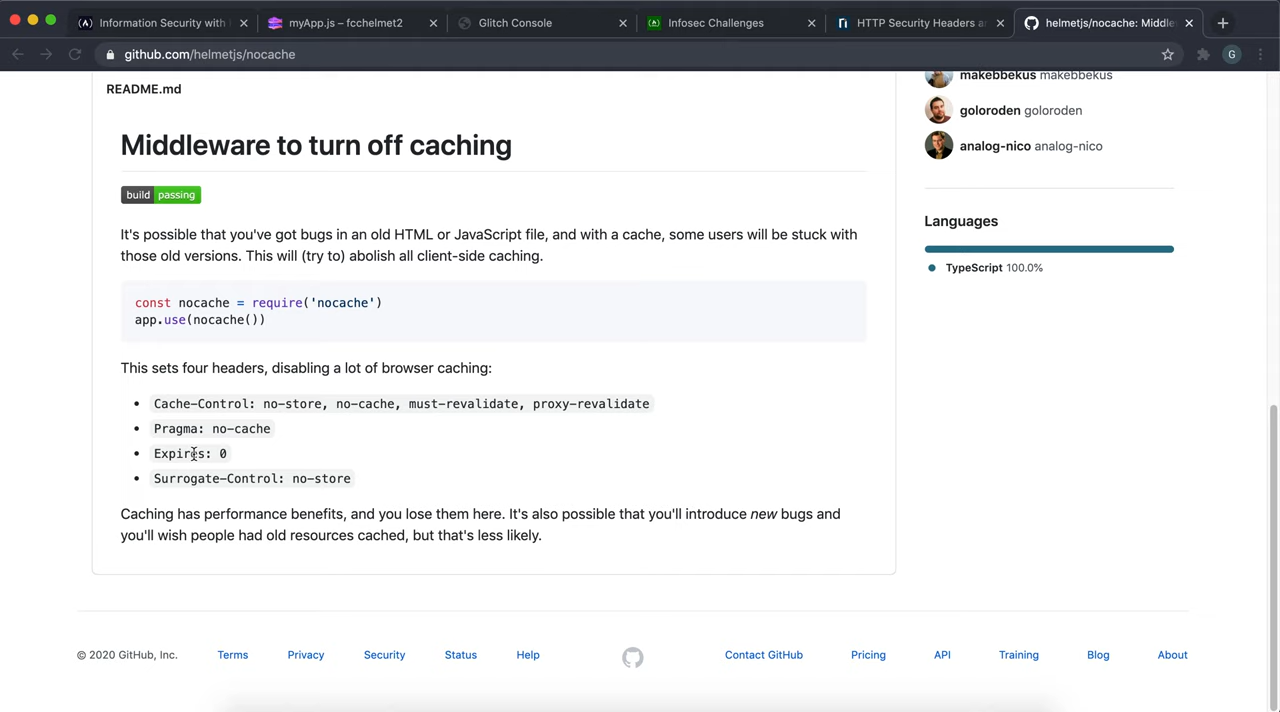 Information Security with
myApp.js – fcchelmet2
Glitch Console
Infosec Challenges
HTTP Security Headers a
helmetjs/nocache: Middle
github.com/helmetjs/nocache
G
README.md
makebbekus makebbekus
goloroden goloroden
analog-nico analog-nico
Middleware to turn off caching
build passing
It's possible that you've got bugs in an old HTML or JavaScript file, and with a cache, some users will be stuck with
those old versions. This will (try to) abolish all client-side caching.
const nocache = require('nocache')
app.use(nocache())
This sets four headers, disabling a lot of browser caching:
Cache-Control: no-store, no-cache, must-revalidate, proxy-revalidate
Pragma: no-cache
Expires: 0
Surrogate-Control: no-store
Caching has performance benefits, and you lose them here. It's also possible that you'll introduce new bugs and
you'll wish people had old resources cached, but that's less likely.
Languages
TypeScript 100.0%
© 2020 GitHub, Inc.
Terms
Privacy
Security
Status
Help
Contact GitHub
Pricing
API
Training
Blog
About